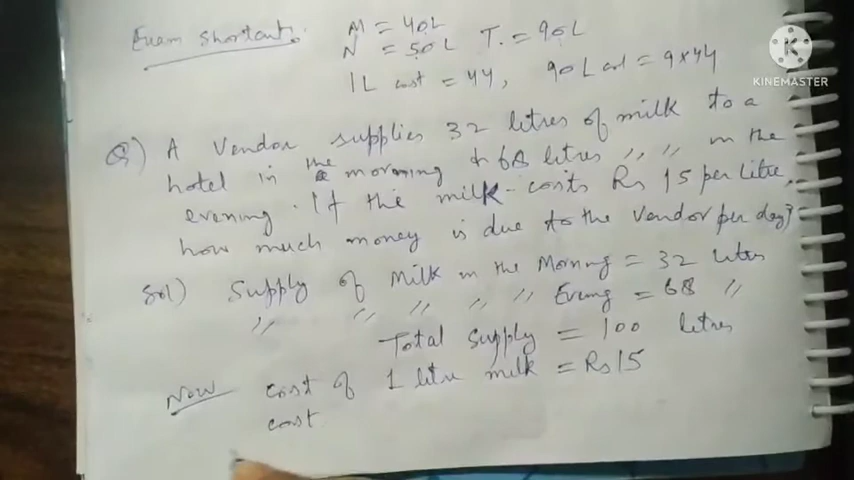 Exam shortcut:
M = 40L
N = 50L T. = 90L
1L cost = 44, 90L cost = 9×44
KINEMASTER
Q) A Vendor supplies 32 litres of milk to a
hotel in the morning & 68 litres " " in the
evening. If the milk costs Rs 15 per litre,
how much money is due to the vendor per day?
Sol) Supply of Milk in the Morning = 32 litres
" " " " " Evening = 68 "
Total Supply = 100 litres
Now cost of 1 litre milk = Rs 15
cost